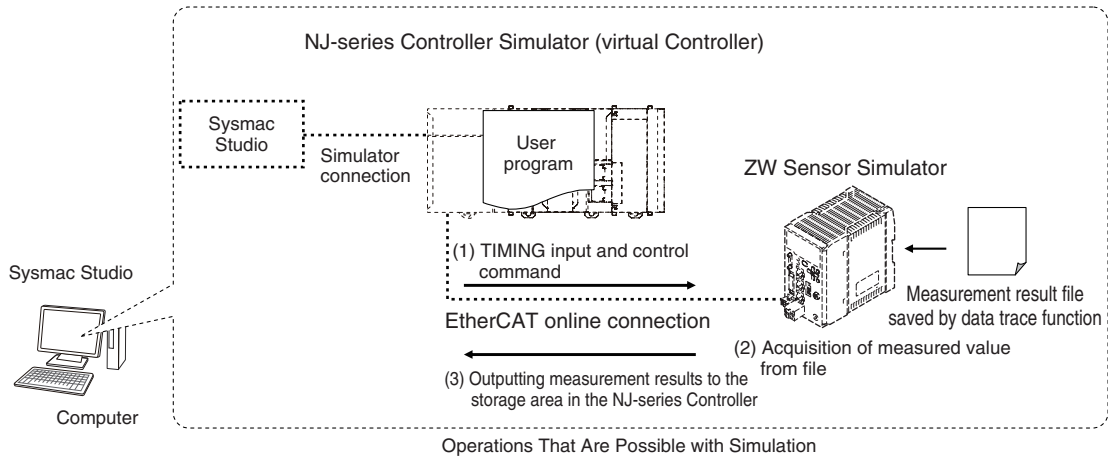 NJ-series Controller Simulator (virtual Controller)
Sysmac
Studio
Simulator
connection
User
program
ZW Sensor Simulator
(1) TIMING input and control
command
EtherCAT online connection
Measurement result file
saved by data trace function
(2) Acquisition of measured value
from file
(3) Outputting measurement results to the
storage area in the NJ-series Controller
Sysmac Studio
Computer
Operations That Are Possible with Simulation